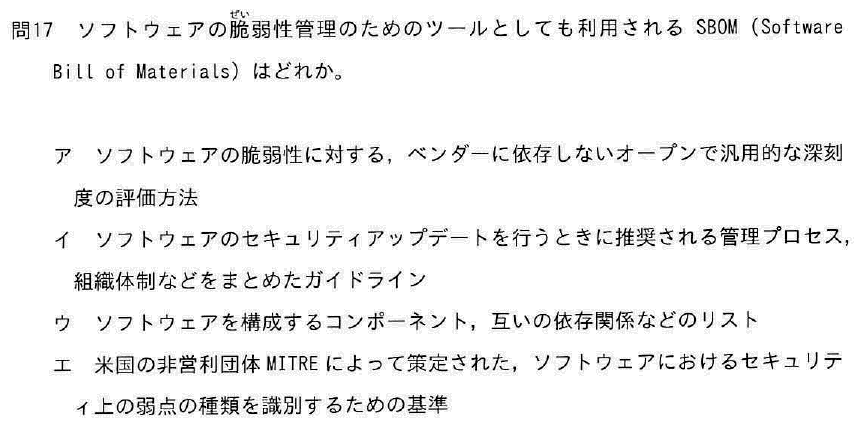 ぜい
問17　ソフトウェアの脆弱性管理のためのツールとしても利用される SBOM（Software
Bill of Materials）はどれか。
ア　ソフトウェアの脆弱性に対する，ベンダーに依存しないオープンで汎用的な深刻
度の評価方法
イ　ソフトウェアのセキュリティアップデートを行うときに推奨される管理プロセス，
組織体制などをまとめたガイドライン
ウ　ソフトウェアを構成するコンポーネント，互いの依存関係などのリスト
エ　米国の非営利団体 MITRE によって策定された，ソフトウェアにおけるセキュリテ
ィ上の弱点の種類を識別するための基準